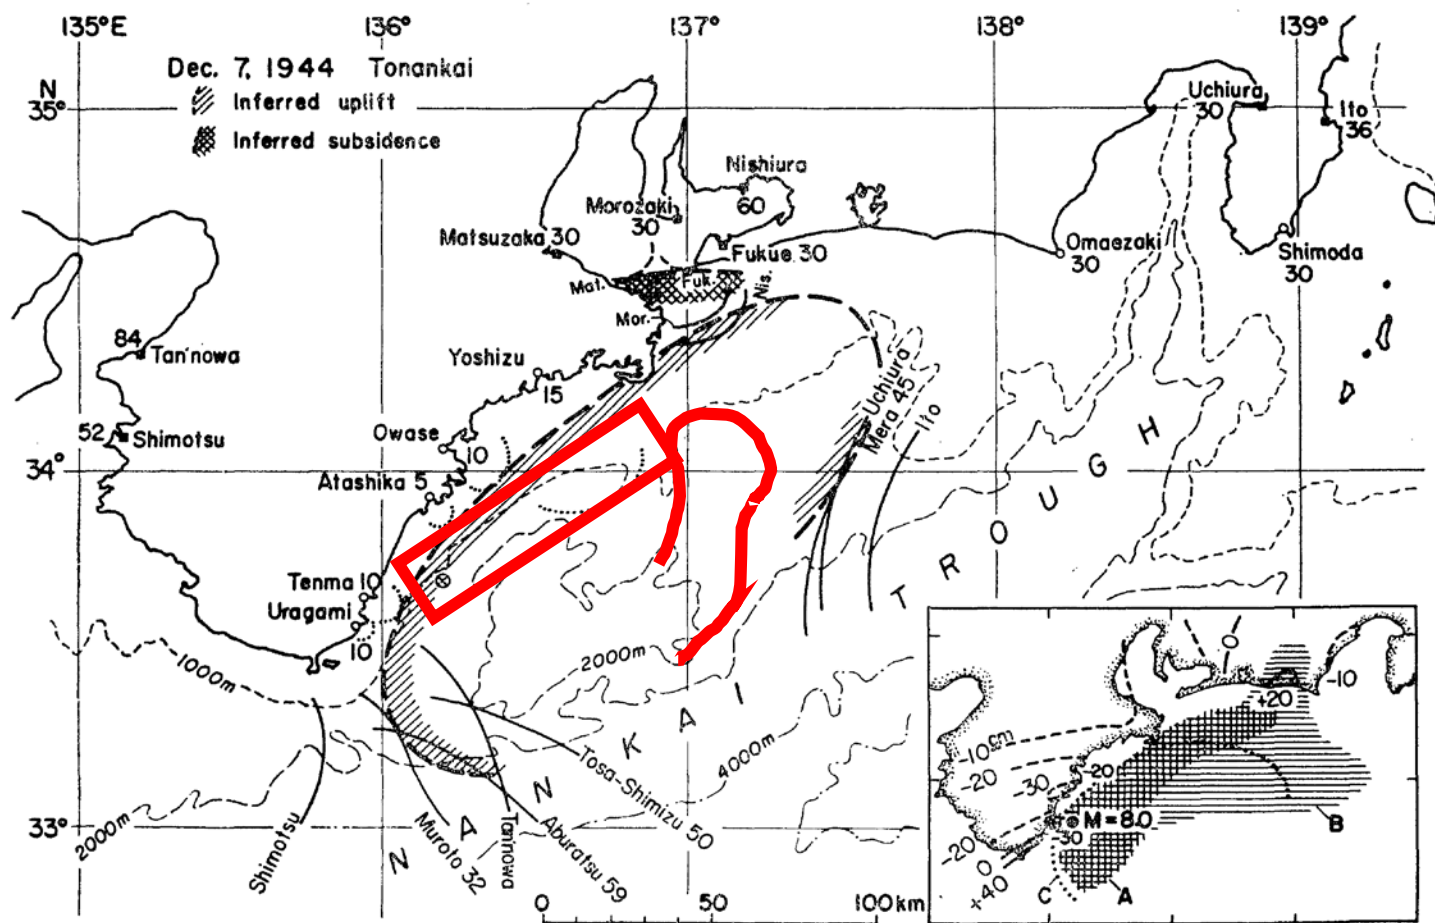 135°E 136° 137° 138° 139°
Dec. 7, 1944 Tonankai
Inferred uplift
Inferred subsidence
N
35°
34°
33°
Uchiura
30
Ito
36
Nishiura
60
Morozaki
30
Matsuzaka 30
Fukue 30
Omaezaki
30
Shimoda
30
Mat.
Fuk.
Nis.
Mor.
84
Tan'nowa
Yoshizu
15
52
Shimotsu
Owase
10
Atashika 5
Tenma 10
Uragami
10
Uchiura
Mera 45
Ito
1000m
2000m
2000m
4000m
NANKAI TROUGH
Shimotsu
Muroto 32
Tan'nowa
Aburatsu 59
Tosa-Shimizu 50
0 50 100km
0
-10
+20
-10cm
-20
-30
-20
M=8.0
-30
-20
0
+40
A
B
C